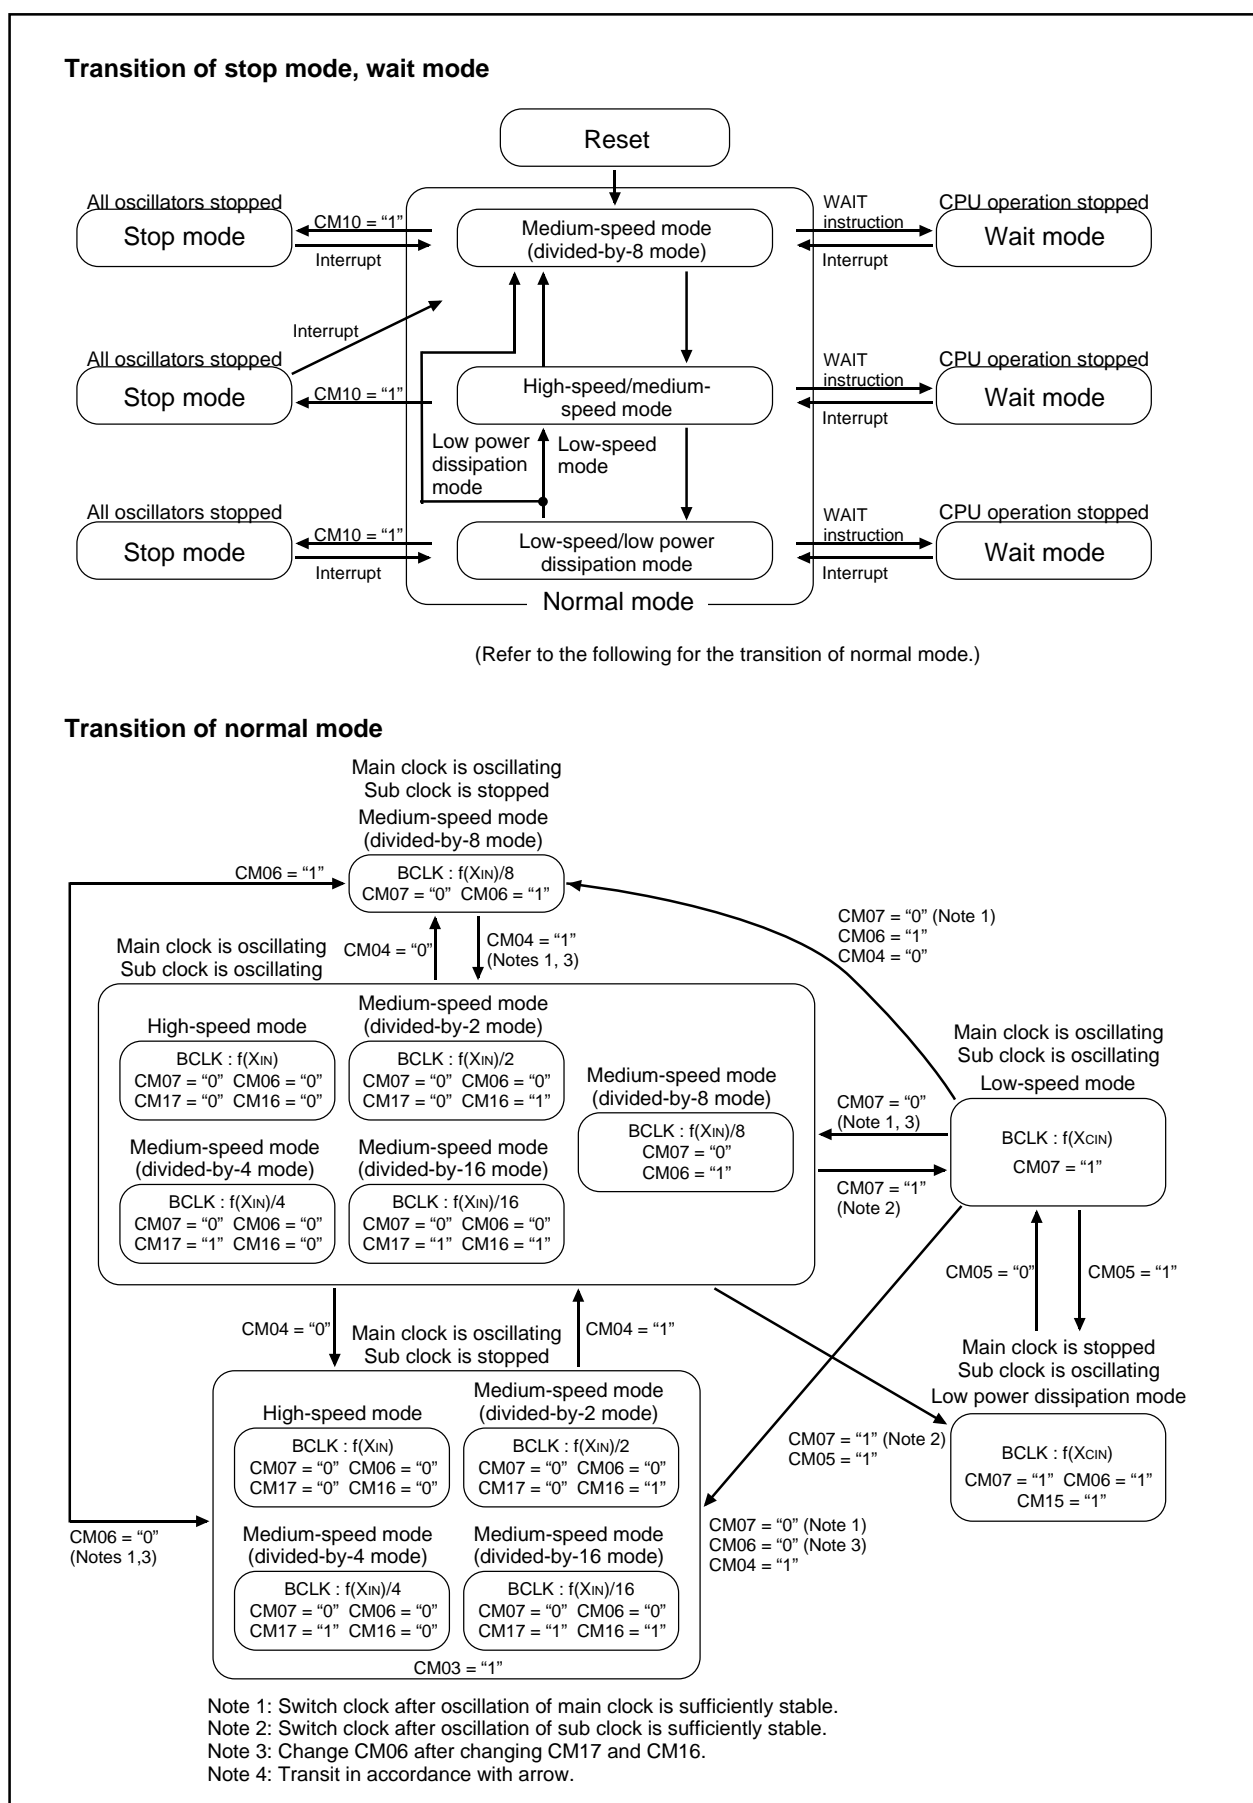 Transition of stop mode, wait mode
Reset
All oscillators stopped
Stop mode
CM10 = “1”
Interrupt
Medium-speed mode
(divided-by-8 mode)
WAIT
instruction
Interrupt
CPU operation stopped
Wait mode
Interrupt
All oscillators stopped
Stop mode
CM10 = “1”
High-speed/medium-
speed mode
WAIT
instruction
Interrupt
CPU operation stopped
Wait mode
Low power
dissipation
mode
Low-speed
mode
All oscillators stopped
Stop mode
CM10 = “1”
Interrupt
Low-speed/low power
dissipation mode
WAIT
instruction
Interrupt
CPU operation stopped
Wait mode
Normal mode
(Refer to the following for the transition of normal mode.)
Transition of normal mode
Main clock is oscillating
Sub clock is stopped
Medium-speed mode
(divided-by-8 mode)
CM06 = “1”
BCLK : f(XIN)/8
CM07 = “0” CM06 = “1”
CM07 = “0” (Note 1)
CM06 = “1”
CM04 = “0”
Main clock is oscillating
Sub clock is oscillating
CM04 = “0”
CM04 = “1”
(Notes 1, 3)
High-speed mode
BCLK : f(XIN)
CM07 = “0” CM06 = “0”
CM17 = “0” CM16 = “0”
Medium-speed mode
(divided-by-2 mode)
BCLK : f(XIN)/2
CM07 = “0” CM06 = “0”
CM17 = “0” CM16 = “1”
Medium-speed mode
(divided-by-8 mode)
BCLK : f(XIN)/8
CM07 = “0”
CM06 = “1”
Medium-speed mode
(divided-by-4 mode)
BCLK : f(XIN)/4
CM07 = “0” CM06 = “0”
CM17 = “1” CM16 = “0”
Medium-speed mode
(divided-by-16 mode)
BCLK : f(XIN)/16
CM07 = “0” CM06 = “0”
CM17 = “1” CM16 = “1”
CM07 = “0”
(Note 1, 3)
CM07 = “1”
(Note 2)
Main clock is oscillating
Sub clock is oscillating
Low-speed mode
BCLK : f(XCIN)
CM07 = “1”
CM05 = “0”
CM05 = “1”
CM04 = “0”
Main clock is oscillating
Sub clock is stopped
CM04 = “1”
Main clock is stopped
Sub clock is oscillating
Low power dissipation mode
BCLK : f(XCIN)
CM07 = “1” CM06 = “1”
CM15 = “1”
CM07 = “1” (Note 2)
CM05 = “1”
High-speed mode
BCLK : f(XIN)
CM07 = “0” CM06 = “0”
CM17 = “0” CM16 = “0”
Medium-speed mode
(divided-by-2 mode)
BCLK : f(XIN)/2
CM07 = “0” CM06 = “0”
CM17 = “0” CM16 = “1”
CM06 = “0”
(Notes 1,3)
Medium-speed mode
(divided-by-4 mode)
BCLK : f(XIN)/4
CM07 = “0” CM06 = “0”
CM17 = “1” CM16 = “0”
Medium-speed mode
(divided-by-16 mode)
BCLK : f(XIN)/16
CM07 = “0” CM06 = “0”
CM17 = “1” CM16 = “1”
CM07 = “0” (Note 1)
CM06 = “0” (Note 3)
CM04 = “1”
CM03 = “1”
Note 1: Switch clock after oscillation of main clock is sufficiently stable.
Note 2: Switch clock after oscillation of sub clock is sufficiently stable.
Note 3: Change CM06 after changing CM17 and CM16.
Note 4: Transit in accordance with arrow.